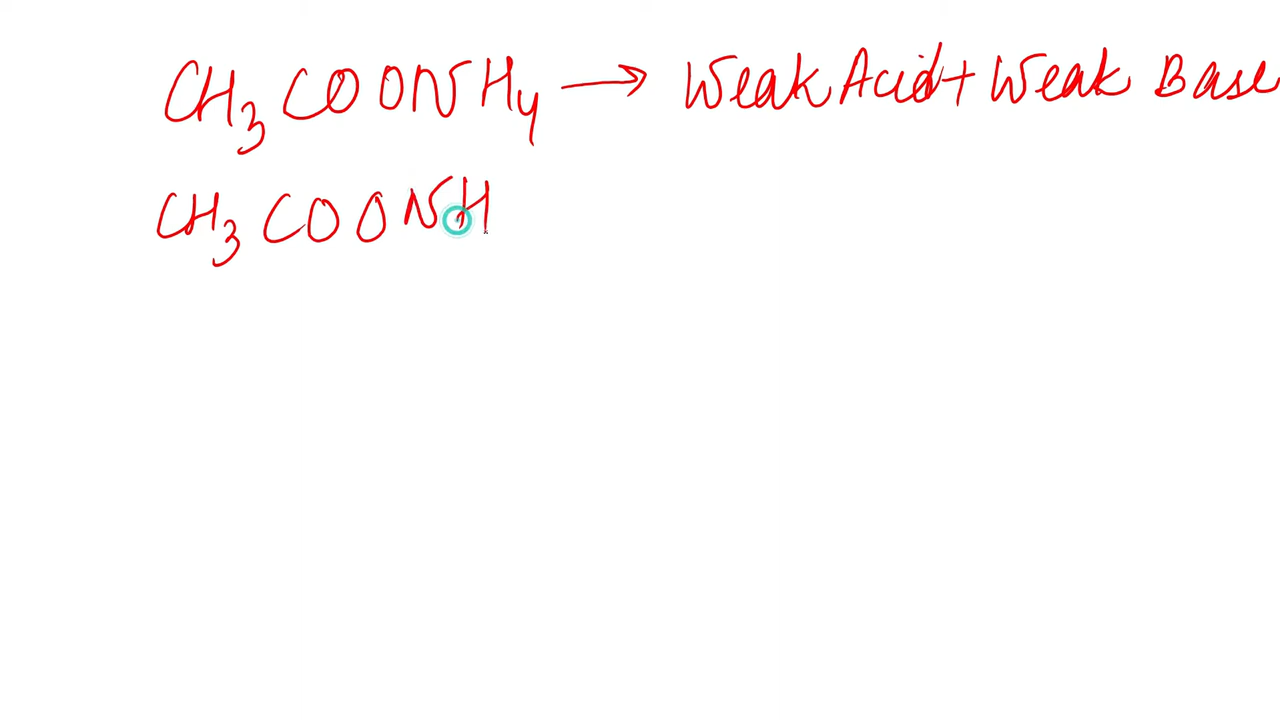 CH3COONH4 → Weak Acid + Weak Base
CH3COONH